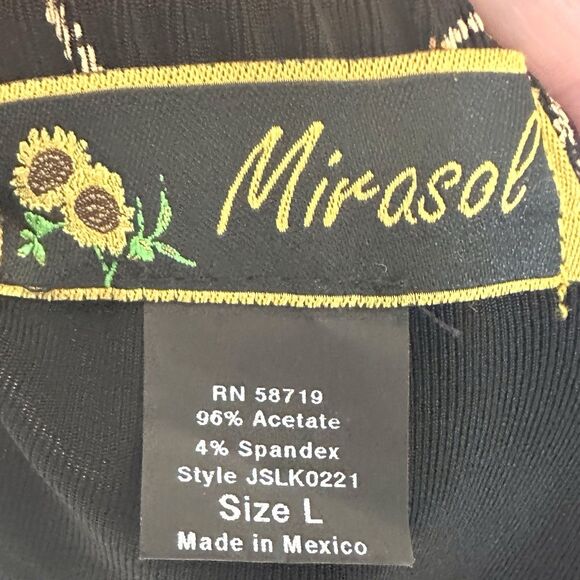 Mirasol
RN 58719
96% Acetate
4% Spandex
Style JSLK0221
Size L
Made in Mexico